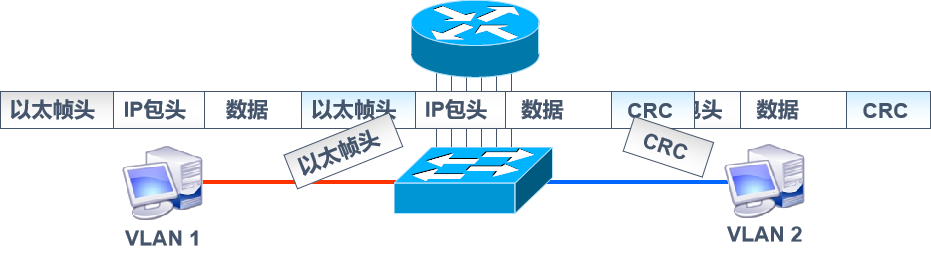 以太帧头 IP包头 数据 以太帧头 IP包头 数据 CRC 包头 数据 CRC
以太帧头
CRC
VLAN 1
VLAN 2